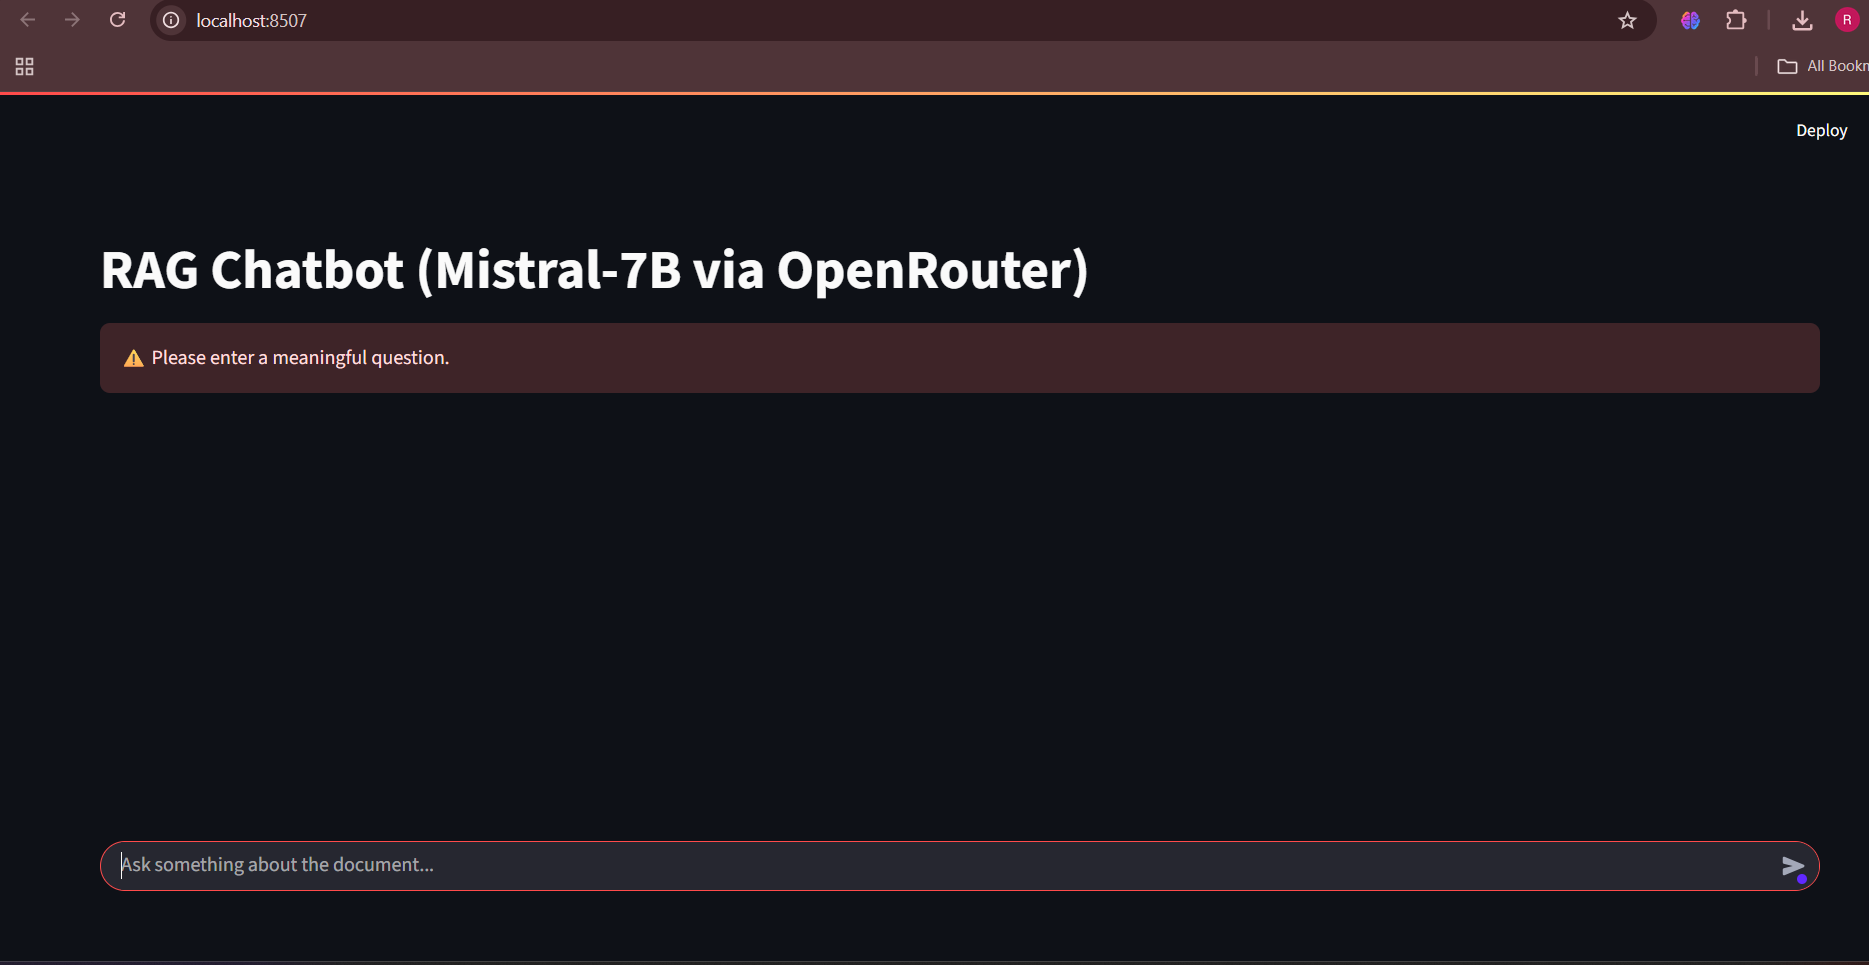 localhost:8507
R
All Bookm
Deploy
RAG Chatbot (Mistral-7B via OpenRouter)
Please enter a meaningful question.
Ask something about the document...